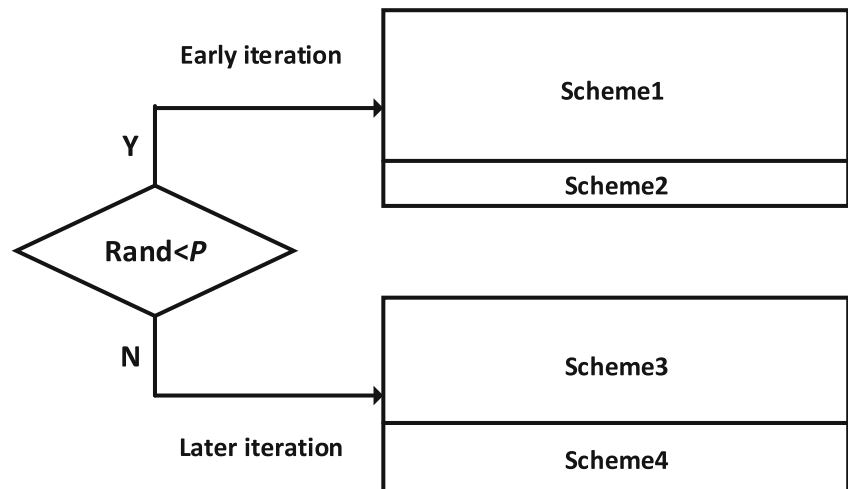 Early iteration
Scheme1
Y
Scheme2
Rand<P
N
Scheme3
Later iteration
Scheme4